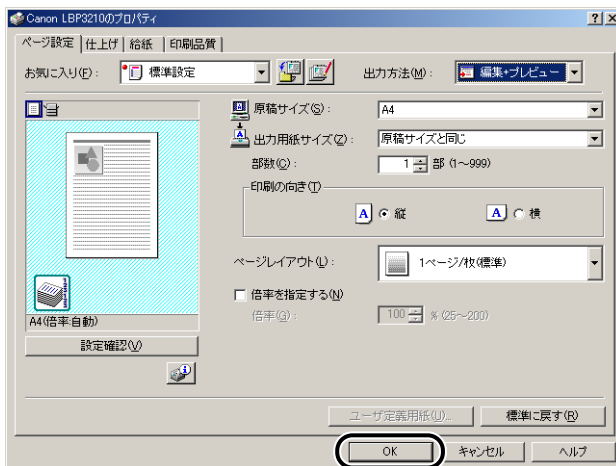 Canon LBP3210のプロパティ
ページ設定 仕上げ 給紙 印刷品質
お気に入り(F): 標準設定 出力方法(M): 編集+プレビュー
原稿サイズ(S): A4
出力用紙サイズ(Z): 原稿サイズと同じ
部数(C): 1 部 (1～999)
印刷の向き(T)
A 縦 A 横
ページレイアウト(L): 1ページ/枚(標準)
倍率を指定する(N)
倍率(G): 100 % (25～200)
A4(倍率:自動)
設定確認(V)
ユーザ定義用紙(U)... 標準に戻す(R)
OK キャンセル ヘルプ